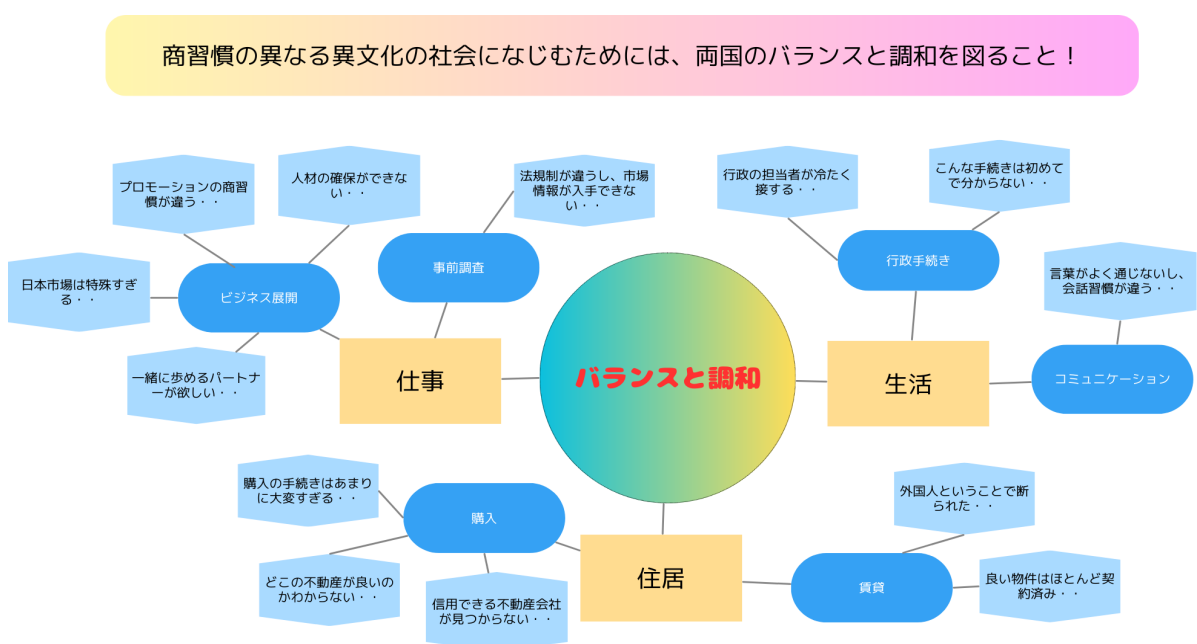 商習慣の異なる異文化の社会になじむためには、両国のバランスと調和を図ること！
プロモーションの商習
慣が違う・・
人材の確保ができな
い・・
法規制が違うし、市場
情報が入手できな
い・・
日本市場は特殊すぎ
る・・
ビジネス展開
事前調査
一緒に歩めるパートナ
ーが欲しい・・
仕事
行政の担当者が冷たく
接する・・
こんな手続きは初めて
で分からない・・
行政手続き
言葉がよく通じないし、
会話習慣が違う・・
生活
コミュニケーション
バランスと調和
購入の手続きはあまり
に大変すぎる・・
購入
どこの不動産が良いの
かわからない・・
信用できる不動産会社
が見つからない・・
住居
外国人ということで断
られた・・
賃貸
良い物件はほとんど契
約済み・・